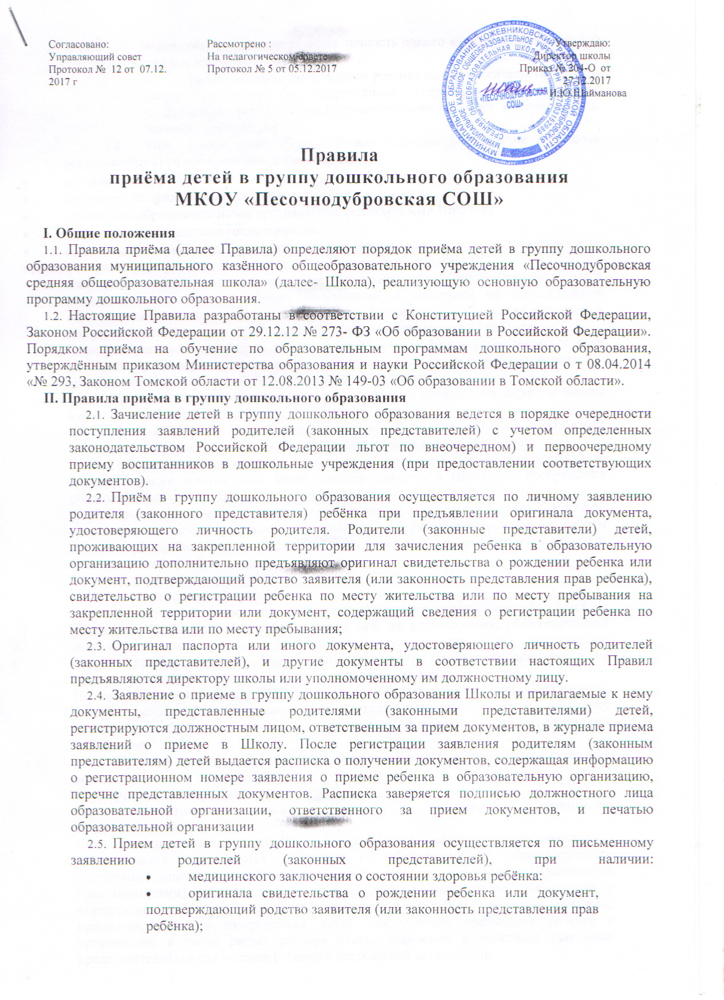 Согласовано:
Управляющий совет
Протокол № 12 от 07.12.
2017 г
Рассмотрено :
На педагогическом совете
Протокол № 5 от 05.12.2017
Утверждаю:
Директор школы
Приказ № 204-О от
27.12.2017
И.Ю.Шайманова
МКОУ
«ПЕСОЧНОДУБРОВСКАЯ
СОШ»
Правила
приёма детей в группу дошкольного образования
МКОУ «Песочнодубровская СОШ»
I. Общие положения
1.1. Правила приёма (далее Правила) определяют порядок приёма детей в группу дошкольного
образования муниципального казённого общеобразовательного учреждения «Песочнодубровская
средняя общеобразовательная школа» (далее- Школа), реализующую основную образовательную
программу дошкольного образования.
1.2. Настоящие Правила разработаны в соответствии с Конституцией Российской Федерации,
Законом Российской Федерации от 29.12.12 № 273- ФЗ «Об образовании в Российской Федерации».
Порядком приёма на обучение по образовательным программам дошкольного образования,
утверждённым приказом Министерства образования и науки Российской Федерации о т 08.04.2014
«№ 293, Законом Томской области от 12.08.2013 № 149-03 «Об образовании в Томской области».
II. Правила приёма в группу дошкольного образования
2.1. Зачисление детей в группу дошкольного образования ведется в порядке очередности
поступления заявлений родителей (законных представителей) с учетом определенных
законодательством Российской Федерации льгот по внеочередном) и первоочередному
приему воспитанников в дошкольные учреждения (при предоставлении соответствующих
документов).
2.2. Приём в группу дошкольного образования осуществляется по личному заявлению
родителя (законного представителя) ребёнка при предъявлении оригинала документа,
удостоверяющего личность родителя. Родители (законные представители) детей,
проживающих на закрепленной территории для зачисления ребенка в образовательную
организацию дополнительно предъявляют оригинал свидетельства о рождении ребенка или
документ, подтверждающий родство заявителя (или законность представления прав ребенка),
свидетельство о регистрации ребенка по месту жительства или по месту пребывания на
закрепленной территории или документ, содержащий сведения о регистрации ребенка по
месту жительства или по месту пребывания;
2.3. Оригинал паспорта или иного документа, удостоверяющего личность родителей
(законных представителей), и другие документы в соответствии настоящих Правил
предъявляются директору школы или уполномоченному им должностному лицу.
2.4. Заявление о приеме в группу дошкольного образования Школы и прилагаемые к нему
документы, представленные родителями (законными представителями) детей,
регистрируются должностным лицом, ответственным за прием документов, в журнале приема
заявлений о приеме в Школу. После регистрации заявления родителям (законным
представителям) детей выдается расписка о получении документов, содержащая информацию
о регистрационном номере заявления о приеме ребенка в образовательную организацию,
перечне представленных документов. Расписка заверяется подписью должностного лица
образовательной организации, ответственного за прием документов, и печатью
образовательной организации
2.5. Прием детей в группу дошкольного образования осуществляется по письменному
заявлению родителей (законных представителей), при наличии:
• медицинского заключения о состоянии здоровья ребёнка:
• оригинала свидетельства о рождении ребенка или документ,
подтверждающий родство заявителя (или законность представления прав
ребёнка);